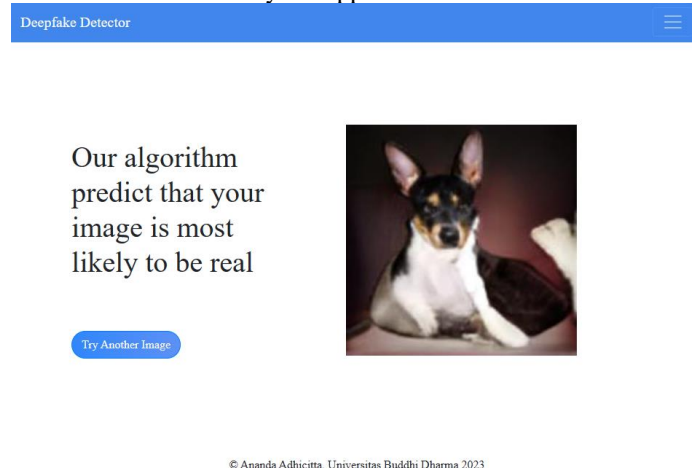 Deepfake Detector
Our algorithm
predict that your
image is most
likely to be real
Try Another Image
© Ananda Adhicitta, Universitas Buddhi Dharma 2023